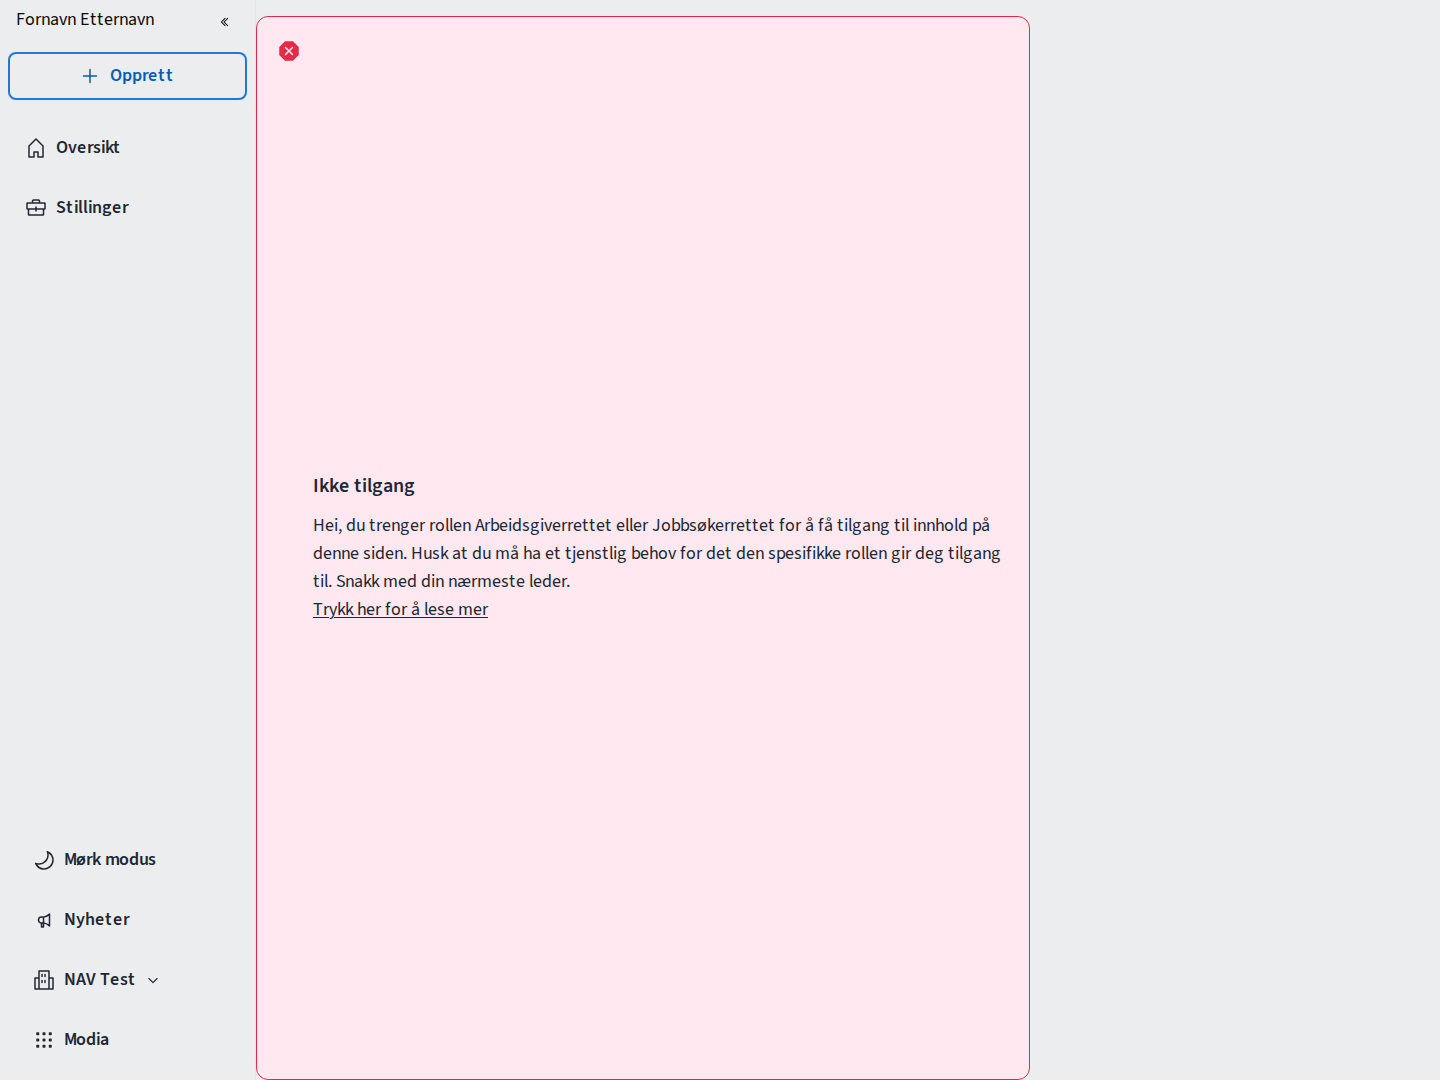 Fornavn Etternavn
Opprett
Oversikt
Stillinger
Ikke tilgang
Hei, du trenger rollen Arbeidsgiverrettet eller Jobbsøkerrettet for å få tilgang til innhold på
denne siden. Husk at du må ha et tjenstlig behov for det den spesifikke rollen gir deg tilgang
til. Snakk med din nærmeste leder.
Trykk her for å lese mer
Mørk modus
Nyheter
NAV Test
Modia